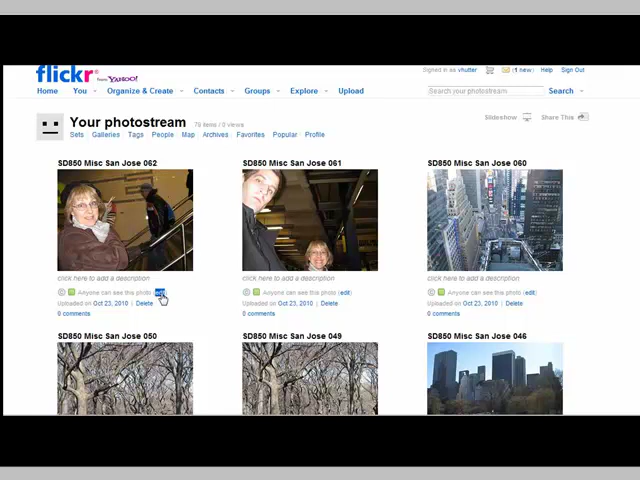 flickr from YAHOO!
Signed in as vhutter (1 new) Help Sign Out
Home You Organize & Create Contacts Groups Explore Upload Search your photostream Search
Your photostream 79 items / 0 views Slideshow Share This
Sets Galleries Tags People Map Archives Favorites Popular Profile
SD850 Misc San Jose 062 SD850 Misc San Jose 061 SD850 Misc San Jose 060
click here to add a description click here to add a description click here to add a description
Anyone can see this photo Anyone can see this photo (edit) Anyone can see this photo (edit)
Uploaded on Oct 23, 2010 | Delete Uploaded on Oct 23, 2010 | Delete Uploaded on Oct 23, 2010 | Delete
0 comments 0 comments 0 comments
SD850 Misc San Jose 050 SD850 Misc San Jose 049 SD850 Misc San Jose 046